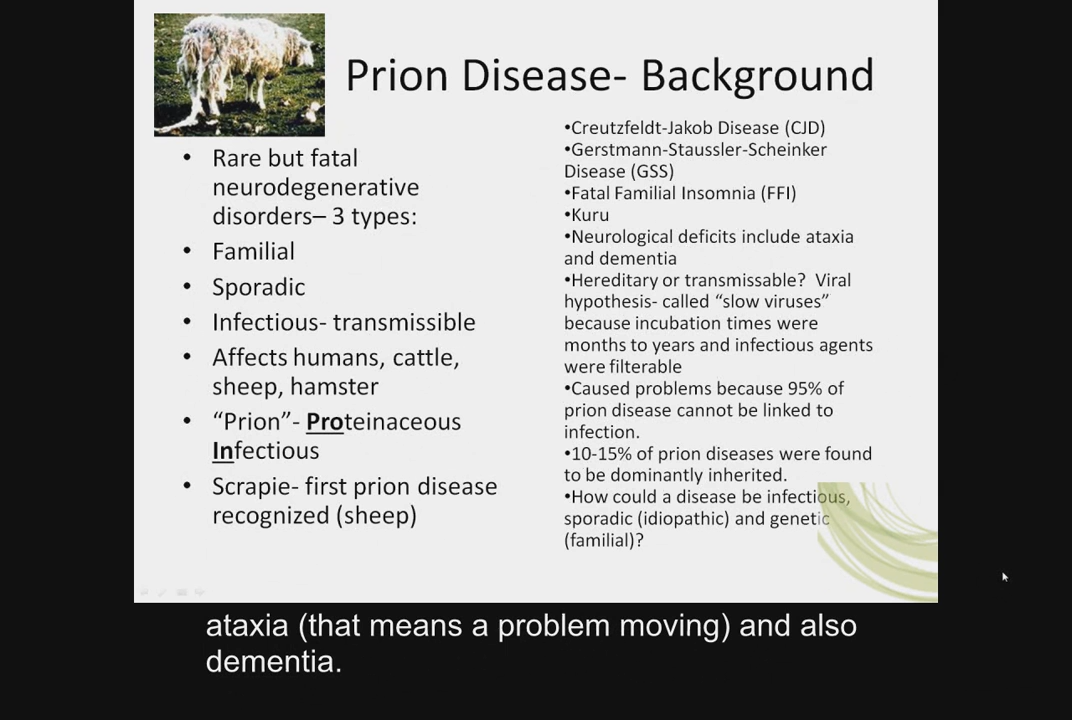 Prion Disease- Background
• Rare but fatal
neurodegenerative
disorders– 3 types:
• Familial
• Sporadic
• Infectious- transmissible
• Affects humans, cattle,
sheep, hamster
• “Prion”- Proteinaceous
Infectious
• Scrapie- first prion disease
recognized (sheep)
•Creutzfeldt-Jakob Disease (CJD)
•Gerstmann-Staussler-Scheinker
Disease (GSS)
•Fatal Familial Insomnia (FFI)
•Kuru
•Neurological deficits include ataxia
and dementia
•Hereditary or transmissable?  Viral
hypothesis- called “slow viruses”
because incubation times were
months to years and infectious agents
were filterable
•Caused problems because 95% of
prion disease cannot be linked to
infection.
•10-15% of prion diseases were found
to be dominantly inherited.
•How could a disease be infectious,
sporadic (idiopathic) and genetic
(familial)?
ataxia (that means a problem moving) and also
dementia.